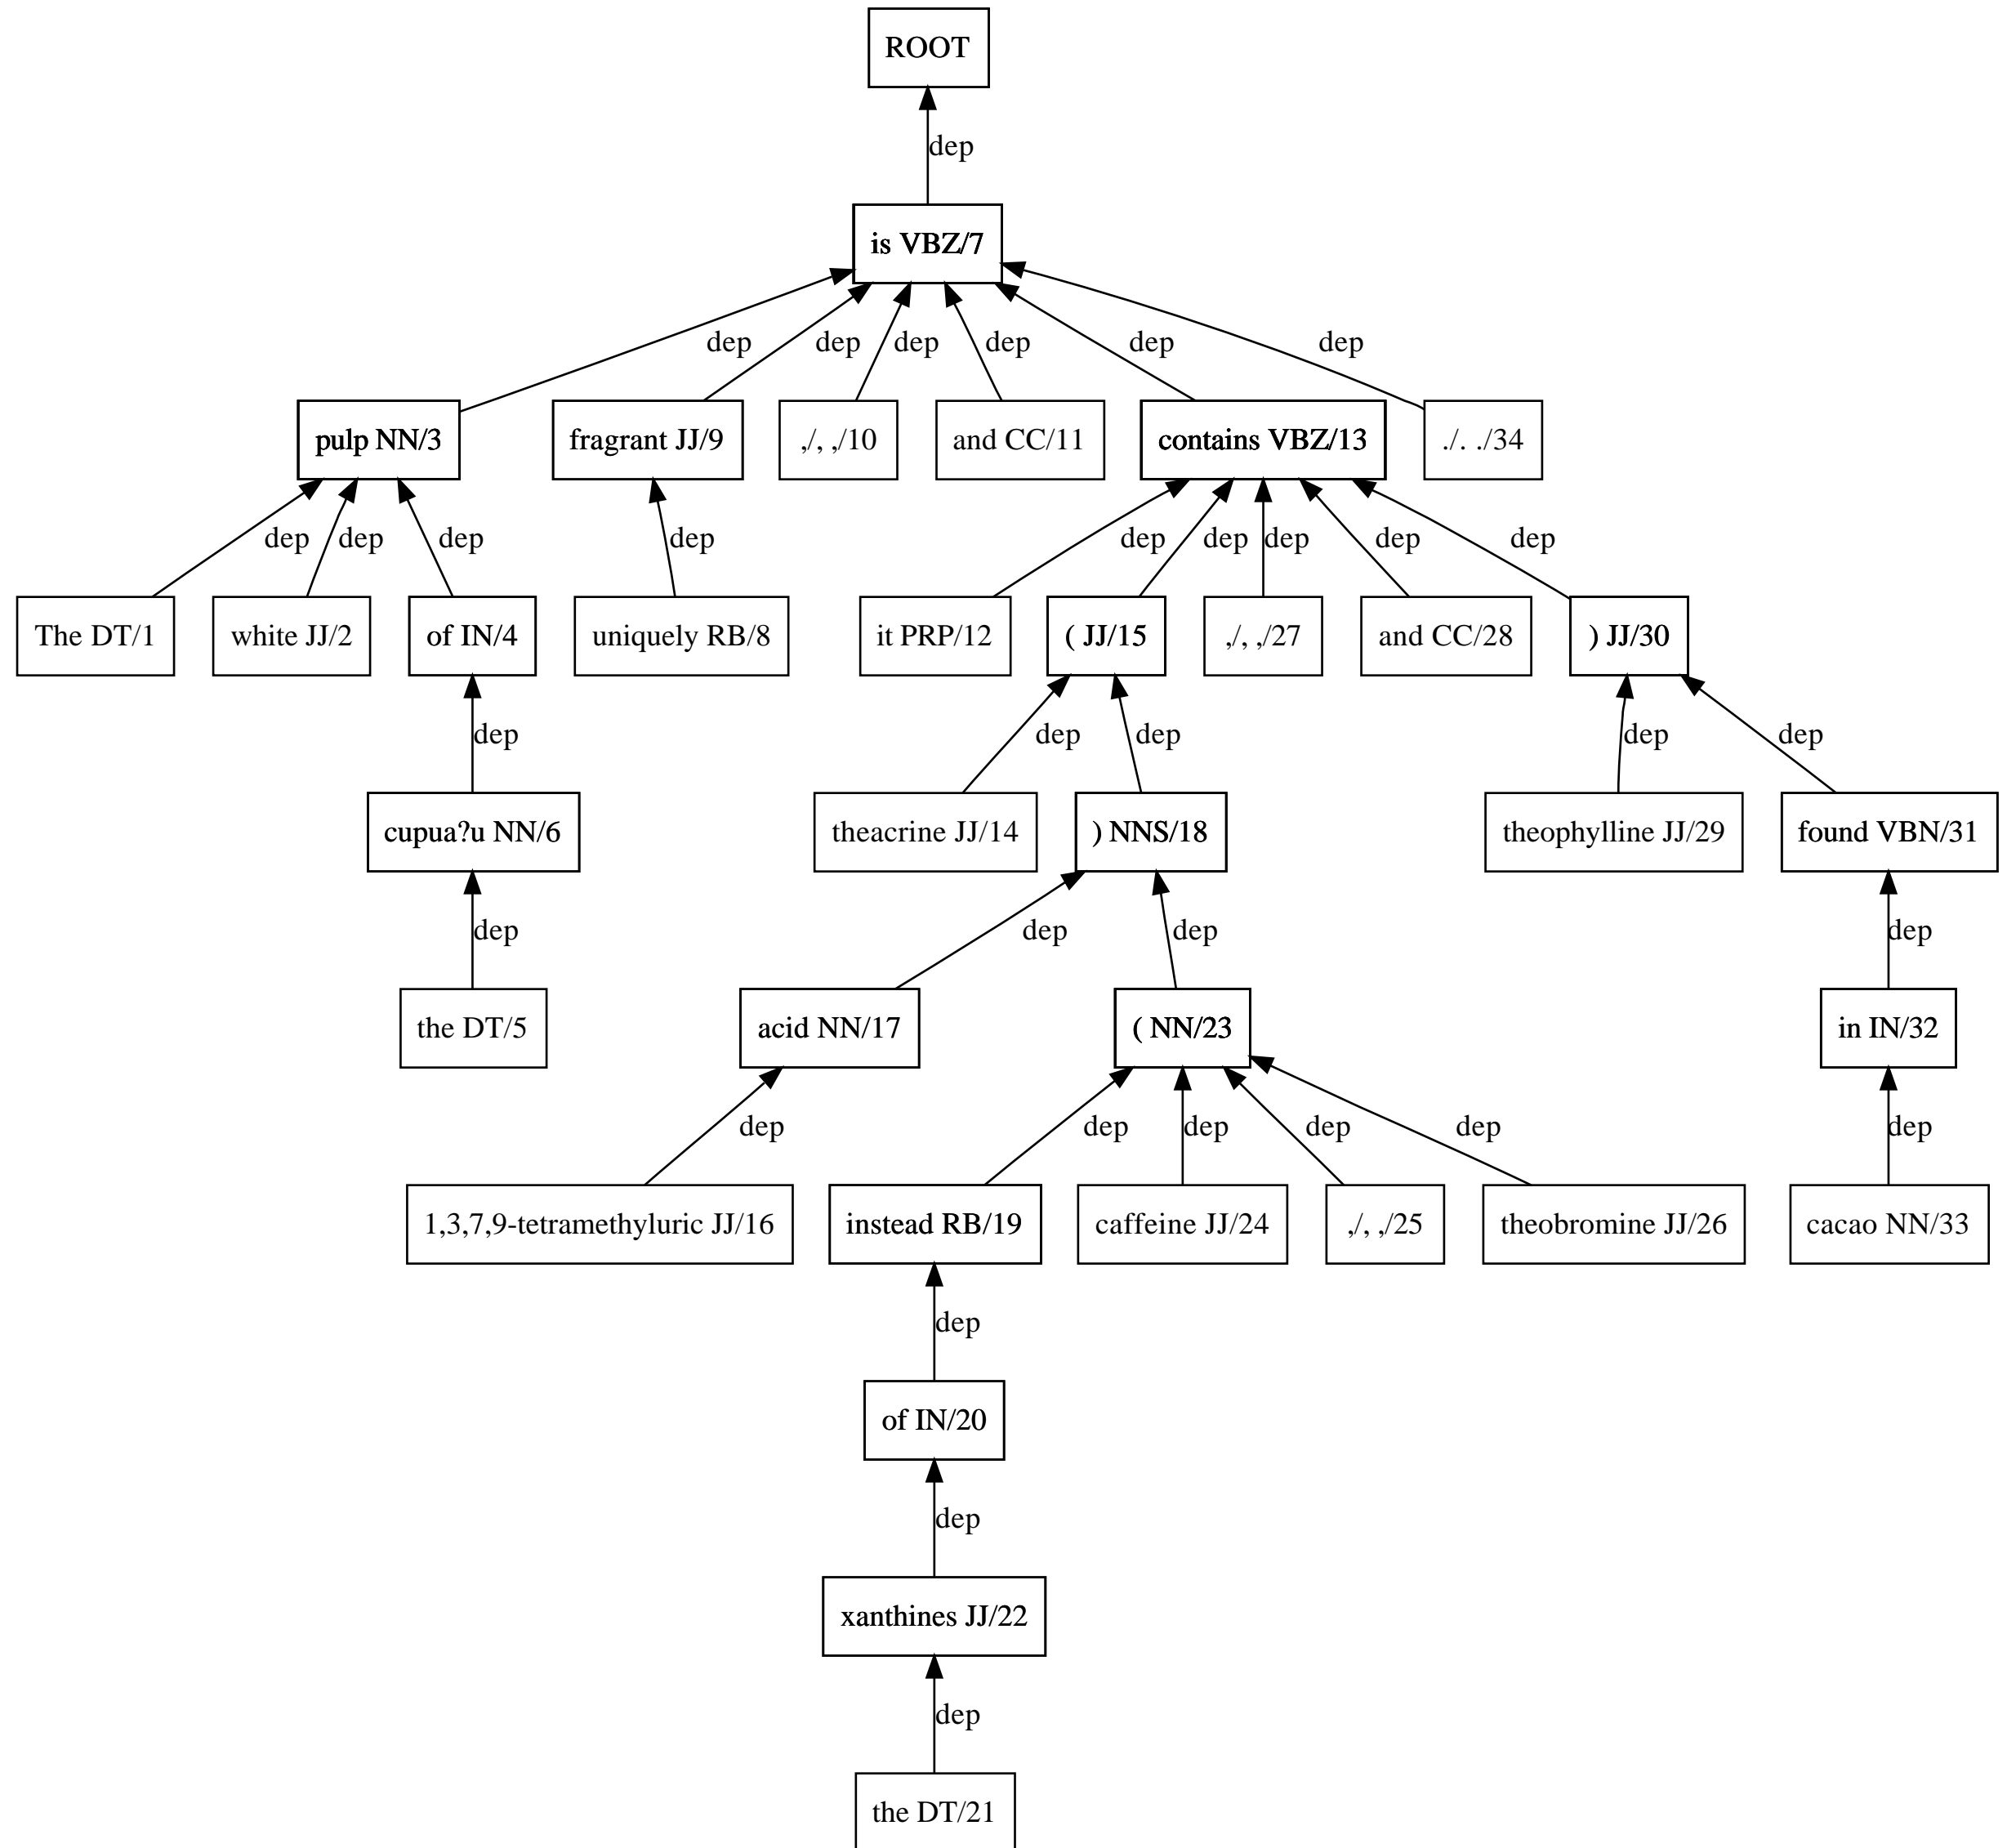 ROOT
dep
is VBZ/7
dep dep dep dep dep dep
pulp NN/3 fragrant JJ/9 ,/, ,/10 and CC/11 contains VBZ/13 ./. ./34
dep dep dep dep dep dep dep dep dep
The DT/1 white JJ/2 of IN/4 uniquely RB/8 it PRP/12 ( JJ/15 ,/, ,/27 and CC/28 ) JJ/30
dep dep dep dep dep
cupua?u NN/6 theacrine JJ/14 ) NNS/18 theophylline JJ/29 found VBN/31
dep dep dep dep
the DT/5 acid NN/17 ( NN/23 in IN/32
dep dep dep dep dep dep
1,3,7,9-tetramethyluric JJ/16 instead RB/19 caffeine JJ/24 ,/, ,/25 theobromine JJ/26 cacao NN/33
dep
of IN/20
dep
xanthines JJ/22
dep
the DT/21